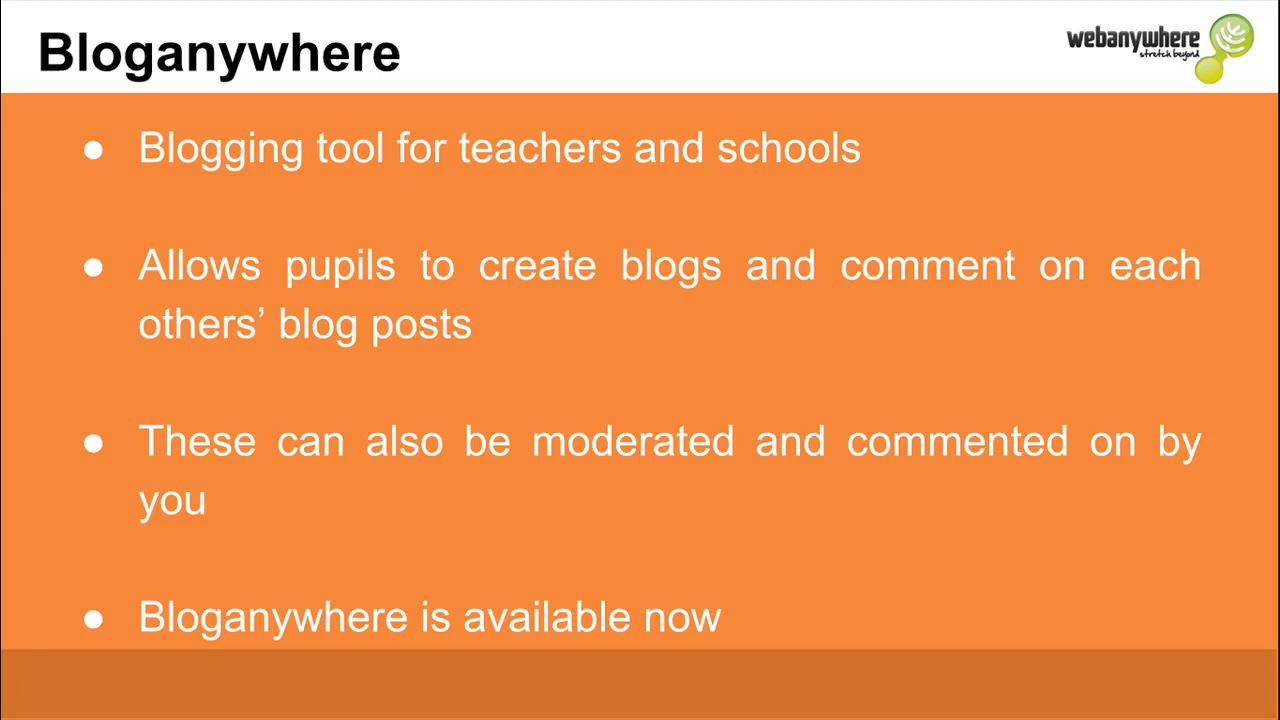 Bloganywhere
webanywhere
stretch beyond
● Blogging tool for teachers and schools
● Allows pupils to create blogs and comment on each
others’ blog posts
● These can also be moderated and commented on by
you
● Bloganywhere is available now